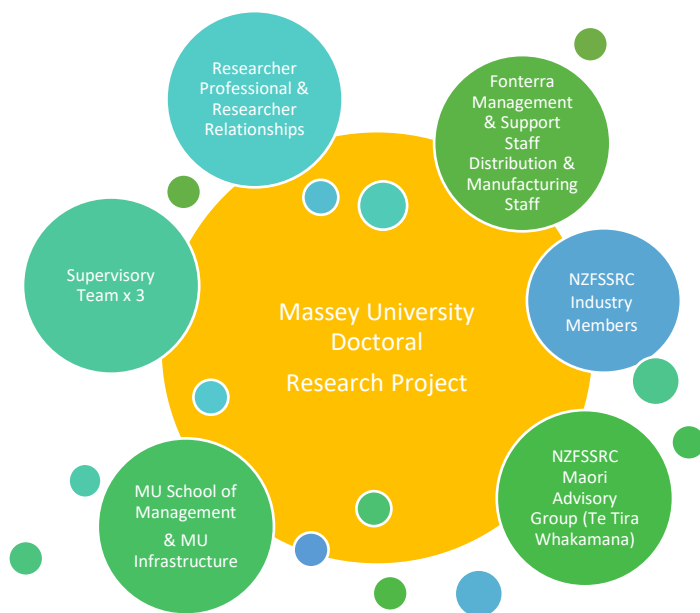 Researcher
Professional &
Researcher
Relationships
Fonterra
Management
& Support
Staff
Distribution &
Manufacturing
Staff
Supervisory
Team x 3
NZFSSRC
Industry
Members
Massey University
Doctoral
Research Project
MU School of
Management
& MU
Infrastructure
NZFSSRC
Maori
Advisory
Group (Te Tira
Whakamana)